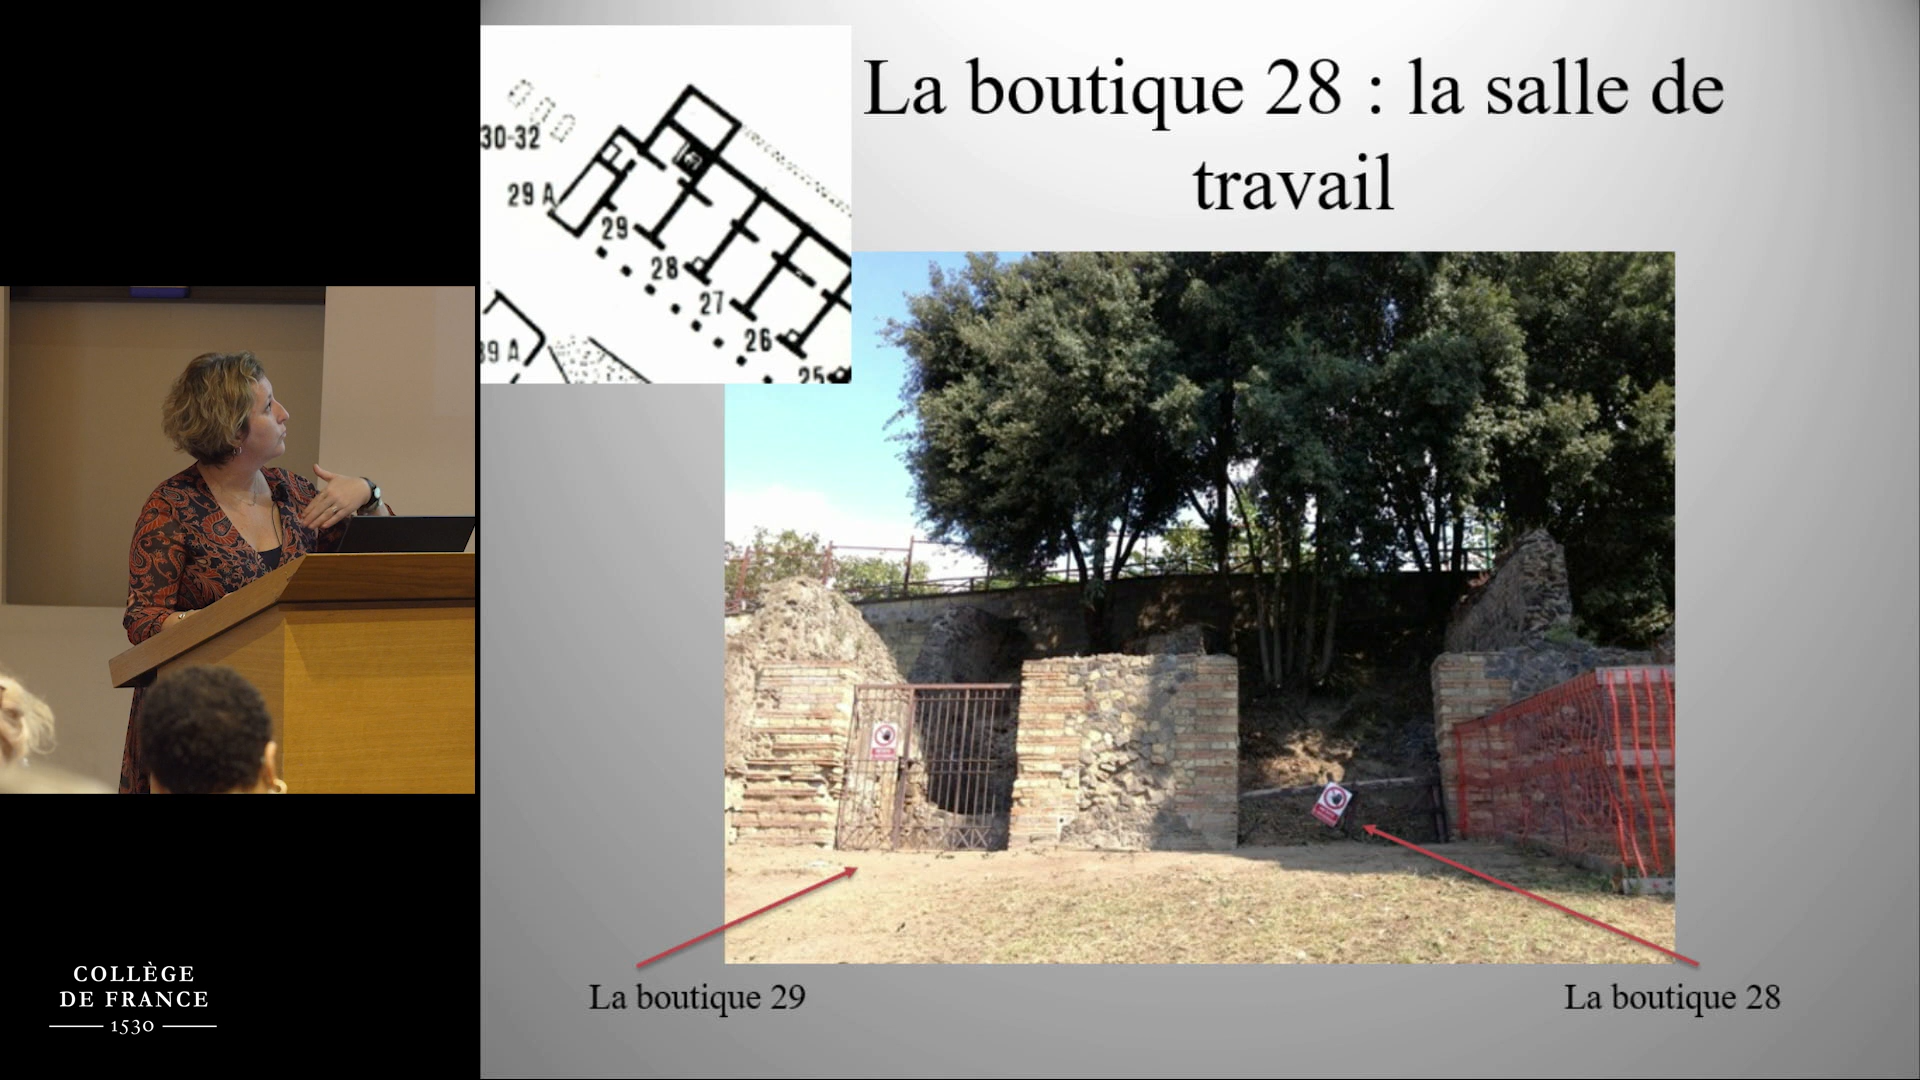 La boutique 28 : la salle de
travail
30-32
29 A
29
28
27
26
25
39 A
La boutique 29
La boutique 28
COLLÈGE
DE FRANCE
1530